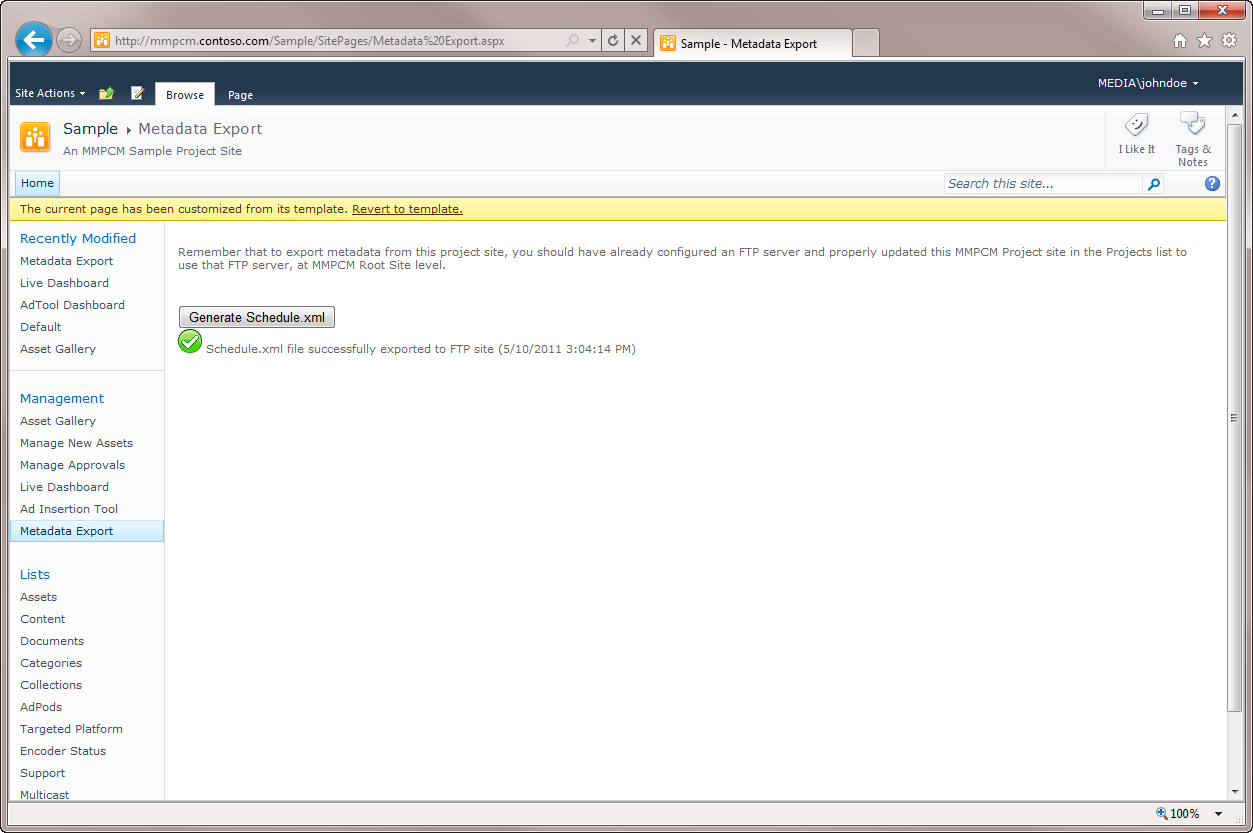 http://mmpcm.contoso.com/Sample/SitePages/Metadata%20Export.aspx
Sample - Metadata Export
Site Actions
Browse
Page
MEDIA\johndoe
Sample ▸ Metadata Export
An MMPCM Sample Project Site
I Like It
Tags &
Notes
Home
Search this site...
The current page has been customized from its template. Revert to template.
Recently Modified
Metadata Export
Live Dashboard
AdTool Dashboard
Default
Asset Gallery
Management
Asset Gallery
Manage New Assets
Manage Approvals
Live Dashboard
Ad Insertion Tool
Metadata Export
Lists
Assets
Content
Documents
Categories
Collections
AdPods
Targeted Platform
Encoder Status
Support
Multicast
Remember that to export metadata from this project site, you should have already configured an FTP server and properly updated this MMPCM Project site in the Projects list to
use that FTP server, at MMPCM Root Site level.
Generate Schedule.xml
Schedule.xml file successfully exported to FTP site (5/10/2011 3:04:14 PM)
100%